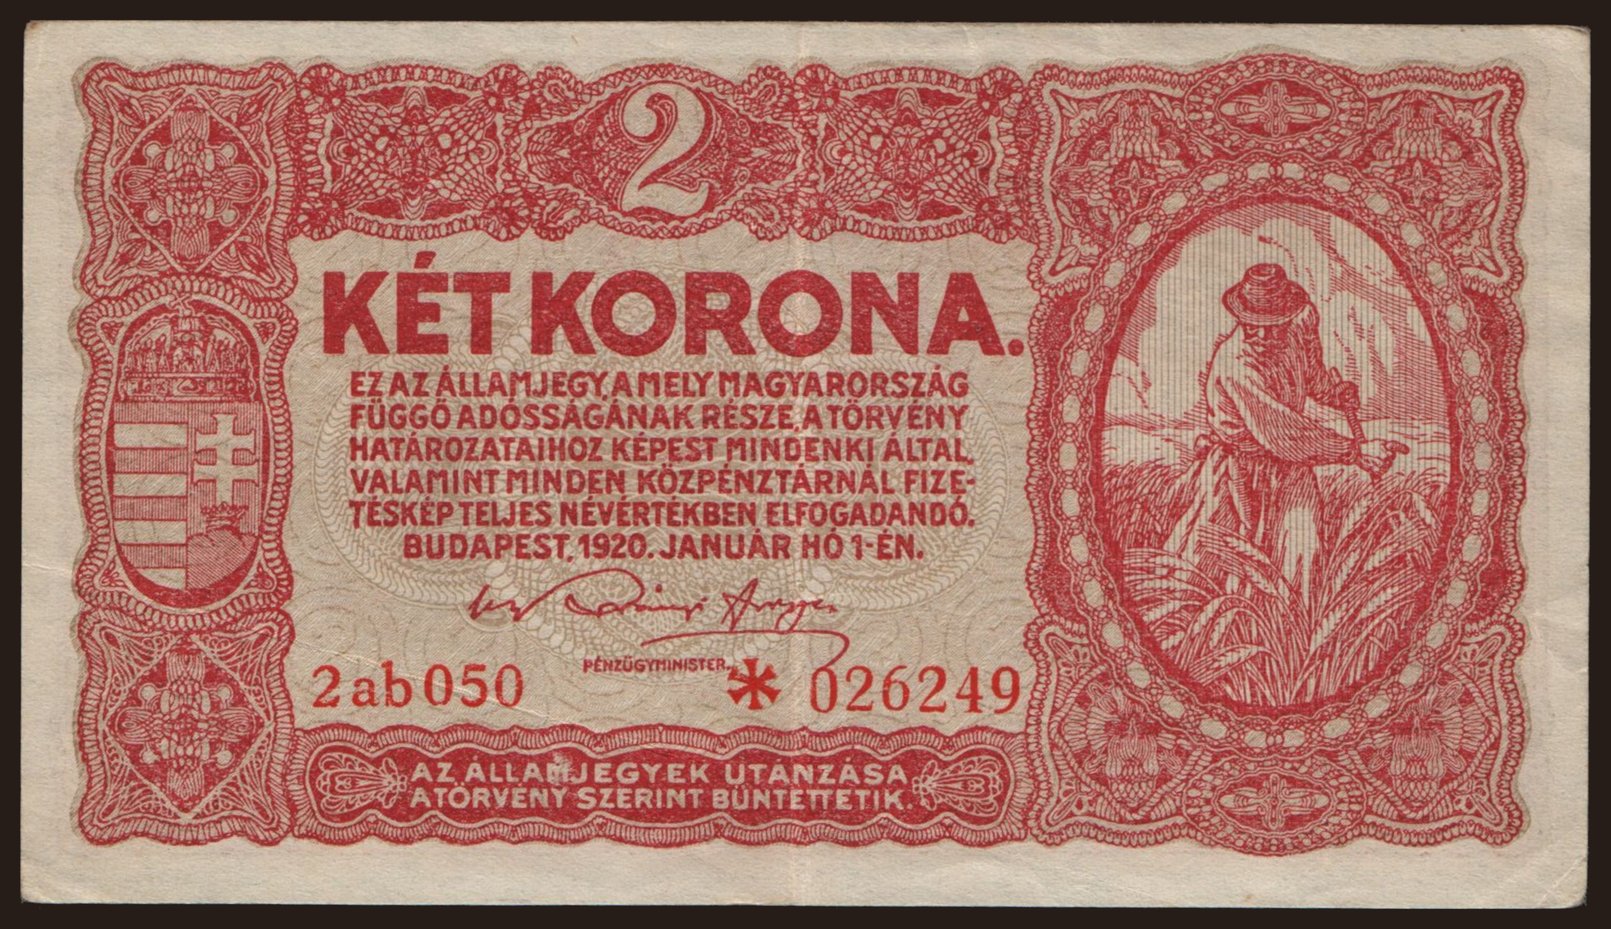 2
KÉT KORONA.
EZ AZ ÁLLAMJEGY, AMELY MAGYARORSZÁG
FÜGGŐ ADÓSSÁGÁNAK RÉSZE, A TÖRVÉNY
HATÁROZATAIHOZ KÉPEST MINDENKI ÁLTAL,
VALAMINT MINDEN KÖZPÉNZTÁRNÁL FIZE-
TÉSKÉP TELJES NÉVÉRTÉKBEN ELFOGADANDÓ.
BUDAPEST, 1920. JANUÁR HÓ 1-ÉN.
PÉNZÜGYMINISTER.
2ab050 * 026249
AZ ÁLLAMJEGYEK UTÁNZÁSA
A TÖRVÉNY SZERINT BÜNTETTETIK.